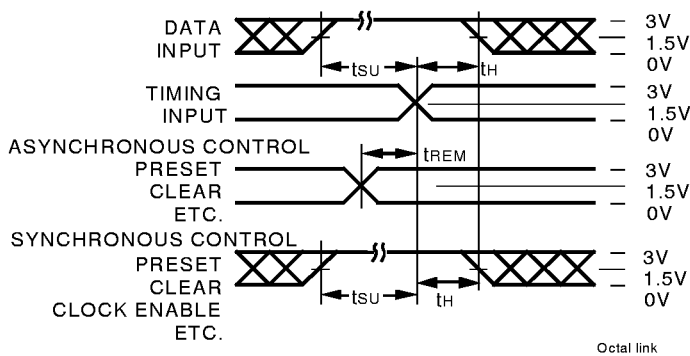 DATA
INPUT
3V
1.5V
0V
tSU
tH
TIMING
INPUT
3V
1.5V
0V
ASYNCHRONOUS CONTROL
tREM
PRESET
CLEAR
ETC.
3V
1.5V
0V
SYNCHRONOUS CONTROL
PRESET
CLEAR
CLOCK ENABLE
ETC.
3V
1.5V
0V
tSU
tH
Octal link